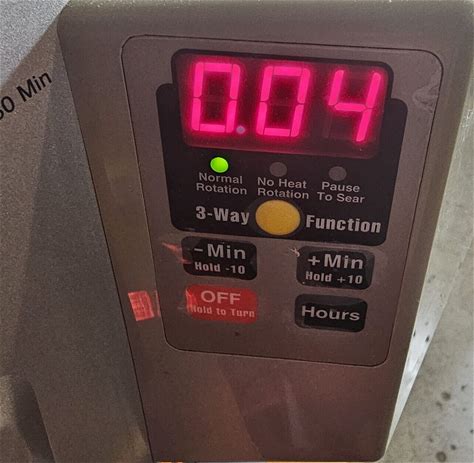 30 Min
0.04
Normal Rotation
No Heat Rotation
Pause To Sear
3-Way Function
- Min
Hold -10
+ Min
Hold +10
OFF
Hold to Turn
Hours